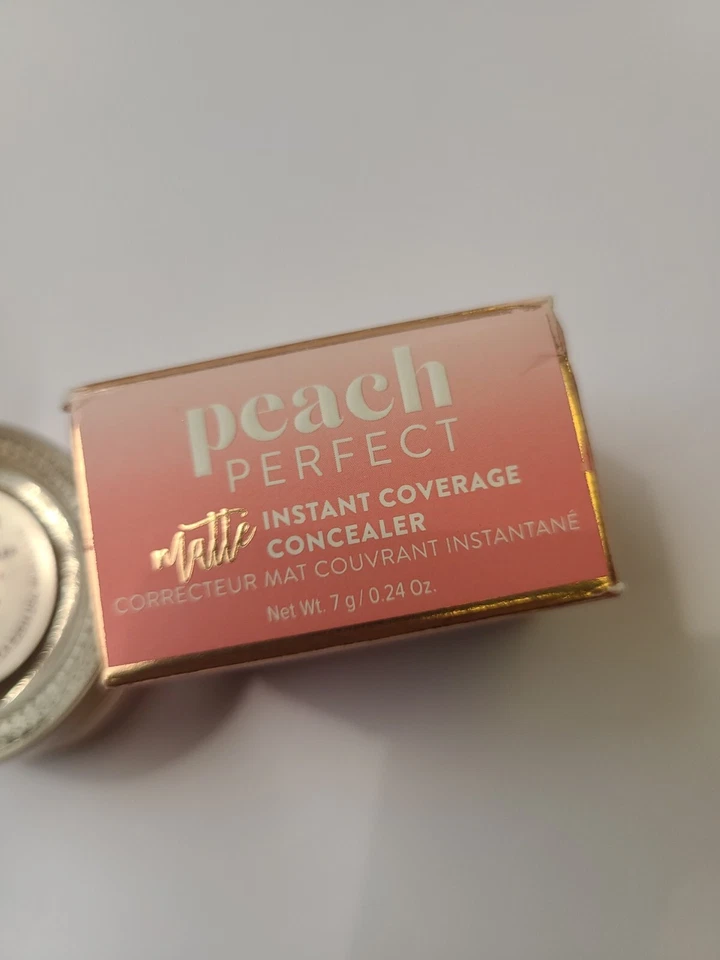 peach
PERFECT
matte INSTANT COVERAGE
CONCEALER
CORRECTEUR MAT COUVRANT INSTANTANÉ
Net Wt. 7 g / 0.24 Oz.